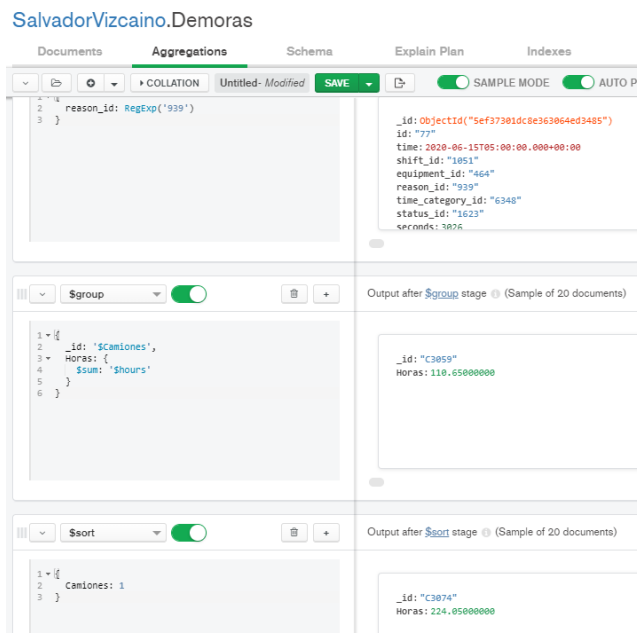 SalvadorVizcaino.Demoras
Documents Aggregations Schema Explain Plan Indexes
COLLATION Untitled- Modified SAVE SAMPLE MODE AUTO P
2 reason_id: RegExp('939')
3 }
_id: ObjectId("5ef37301dc8e363064ed3485")
id: "77"
time: 2020-06-15T05:00:00.000+00:00
shift_id: "1051"
equipment_id: "464"
reason_id: "939"
time_category_id: "6348"
status_id: "1623"
seconds: 3026
$group
Output after $group stage (Sample of 20 documents)
1 {
2 _id: '$Camiones',
3 Horas: {
4 $sum: '$hours'
5 }
6 }
_id: "C3059"
Horas: 110.65000000
$sort
Output after $sort stage (Sample of 20 documents)
1 {
2 Camiones: 1
3 }
_id: "C3074"
Horas: 224.05000000